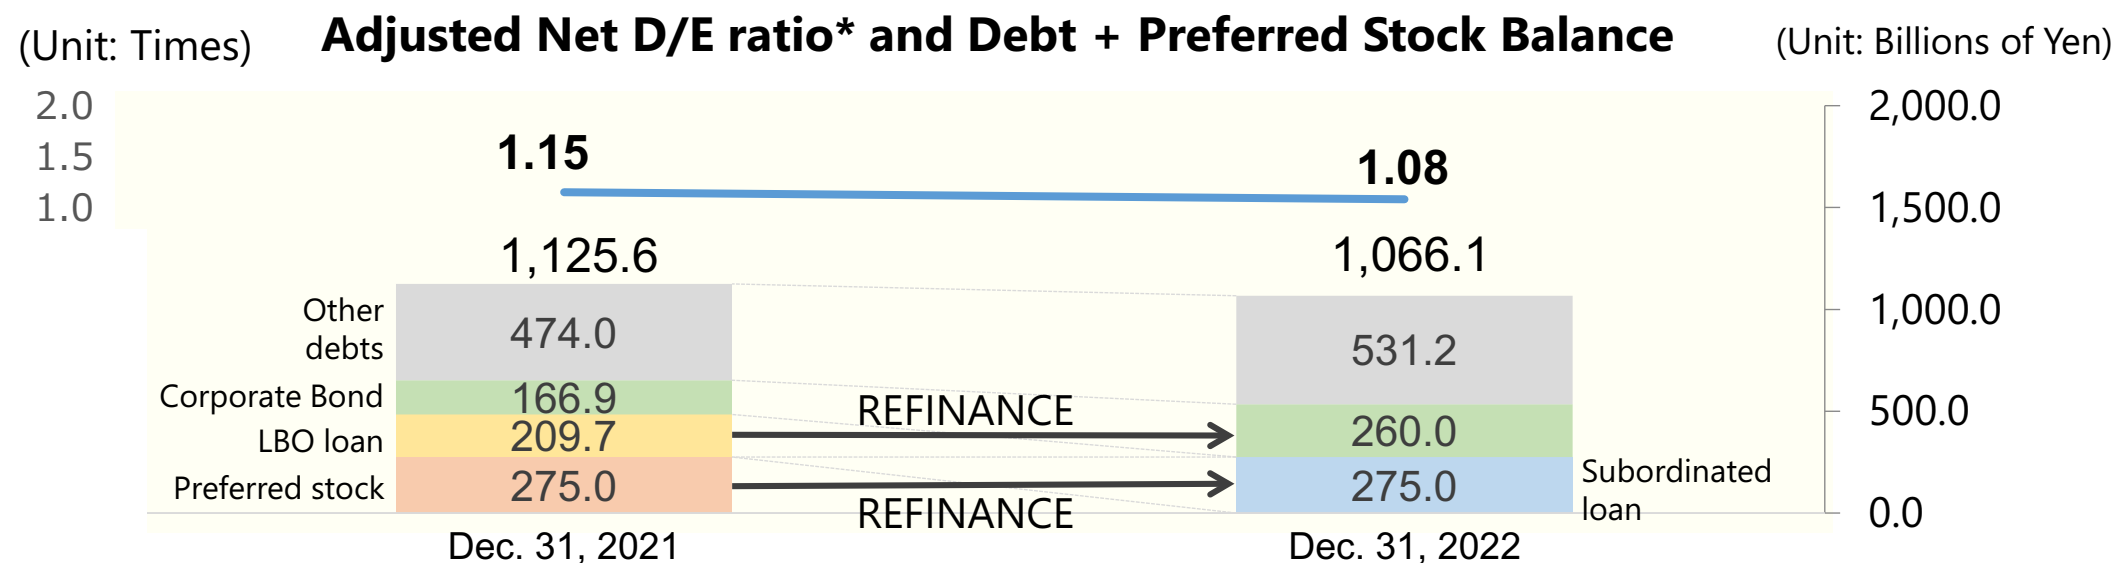 (Unit: Times)
Adjusted Net D/E ratio* and Debt + Preferred Stock Balance
(Unit: Billions of Yen)
2.0
1.5
1.0
2,000.0
1,500.0
1,000.0
500.0
0.0
1.15
1.08
1,125.6
1,066.1
Other
debts
474.0
531.2
Corporate Bond
166.9
REFINANCE
260.0
LBO loan
209.7
Preferred stock
275.0
REFINANCE
275.0
Subordinated
loan
Dec. 31, 2021
Dec. 31, 2022